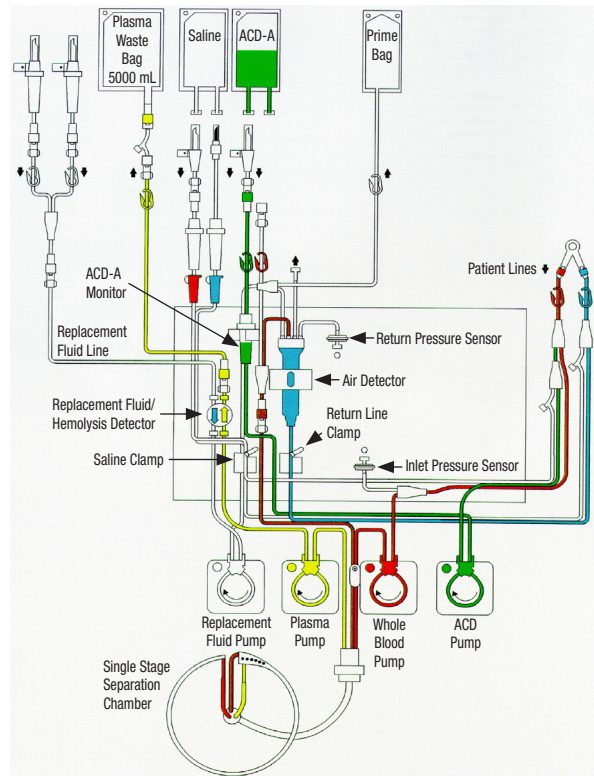 Plasma
Waste
Bag
5000 mL
Saline
ACD-A
Prime
Bag
Patient Lines
ACD-A
Monitor
Replacement
Fluid Line
Return Pressure Sensor
Air Detector
Replacement Fluid/
Hemolysis Detector
Return Line
Clamp
Saline Clamp
Inlet Pressure Sensor
Replacement
Fluid Pump
Plasma
Pump
Whole
Blood
Pump
ACD
Pump
Single Stage
Separation
Chamber